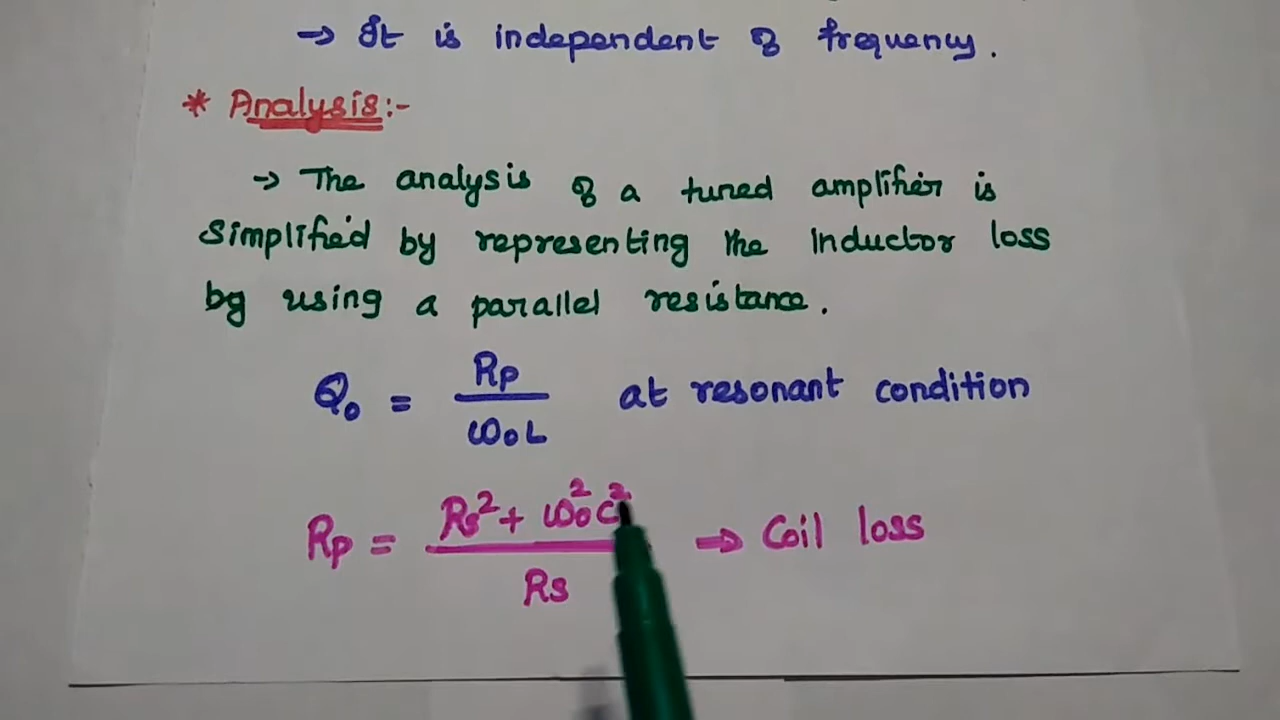 → It is independent of frequency.
* Analysis:-
→ The analysis of a tuned amplifier is
simplified by representing the inductor loss
by using a parallel resistance.
Q₀ = Rp / ω₀L at resonant condition
Rp = (Rs² + ω₀²C²) / Rs ⇒ Coil loss